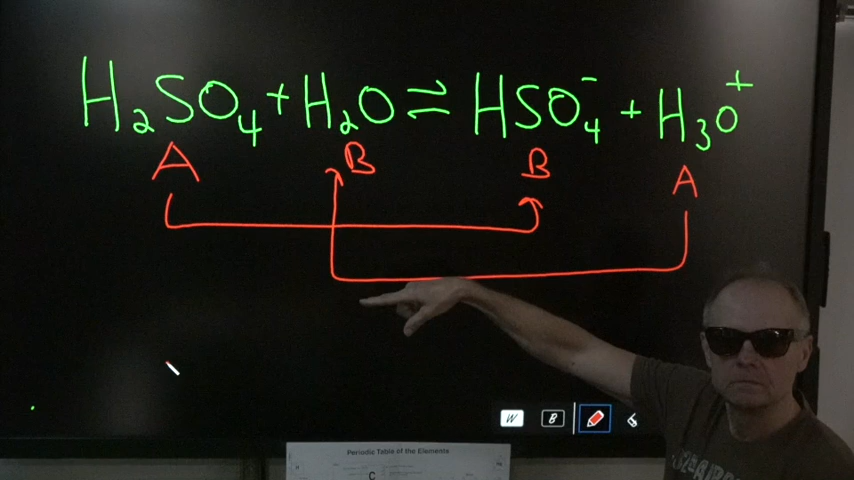 H₂SO₄ + H₂O ⇌ HSO₄⁻ + H₃O⁺
A B B A
W B
Periodic Table of the Elements
C